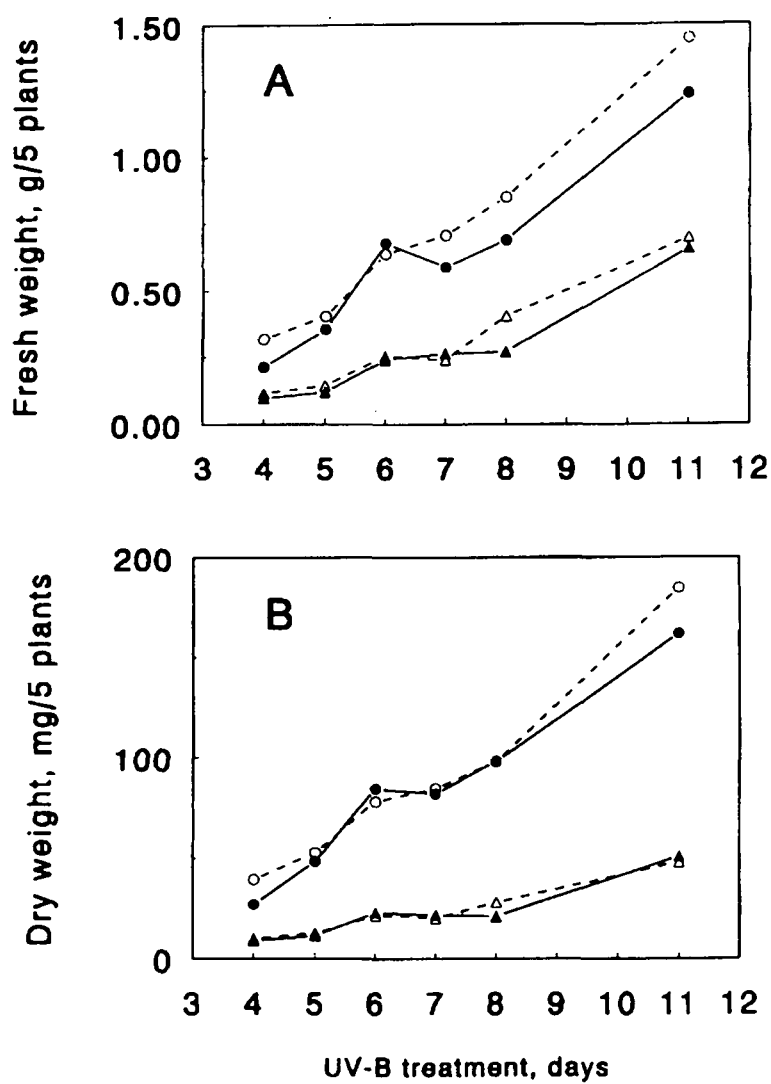 Fresh weight, g/5 plants
1.50
1.00
0.50
0.00
A
3 4 5 6 7 8 9 10 11 12
Dry weight, mg/5 plants
200
100
0
B
3 4 5 6 7 8 9 10 11 12
UV-B treatment, days